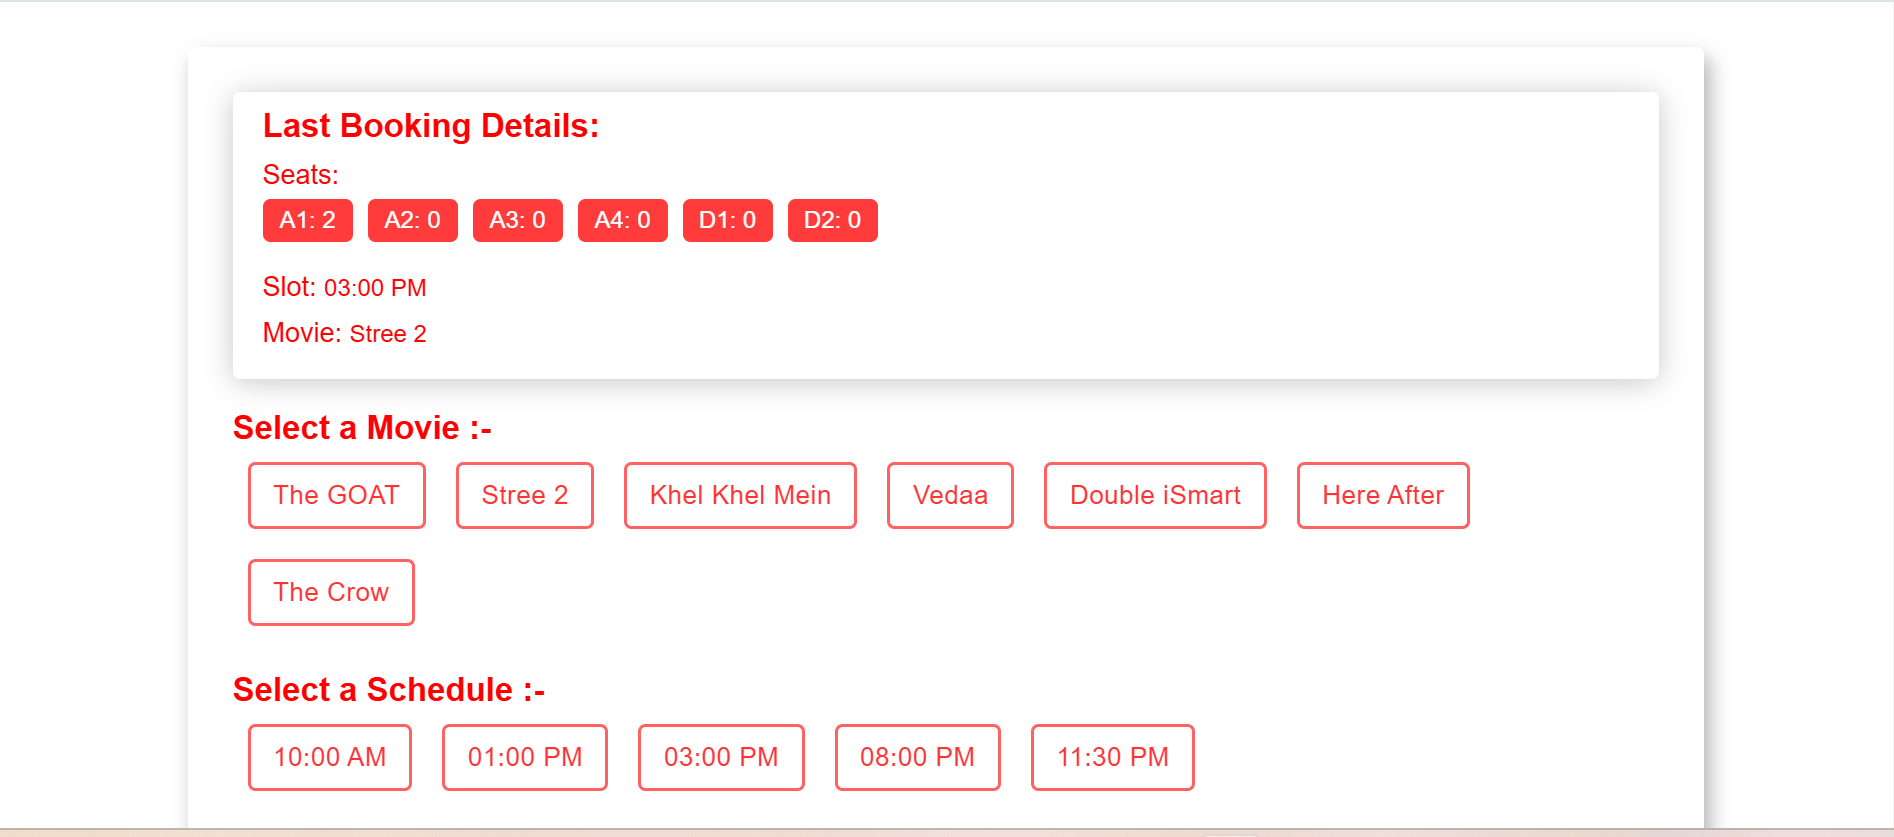 Last Booking Details:
Seats:
A1: 2 A2: 0 A3: 0 A4: 0 D1: 0 D2: 0
Slot: 03:00 PM
Movie: Stree 2
Select a Movie :-
The GOAT Stree 2 Khel Khel Mein Vedaa Double iSmart Here After
The Crow
Select a Schedule :-
10:00 AM 01:00 PM 03:00 PM 08:00 PM 11:30 PM